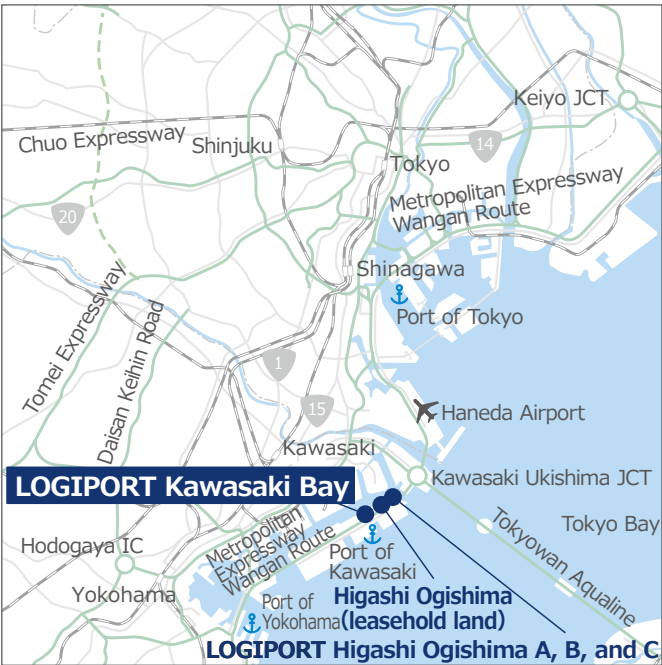 Keiyo JCT
Chuo Expressway
Shinjuku
14
Tokyo
Metropolitan Expressway
Wangan Route
20
Shinagawa
Port of Tokyo
Tomei Expressway
Daisan Keihin Road
1
15
Haneda Airport
Kawasaki
Kawasaki Ukishima JCT
LOGIPORT Kawasaki Bay
Tokyowan Aqualine
Tokyo Bay
Hodogaya IC
Metropolitan
Expressway
Wangan Route
Port of
Kawasaki
Yokohama
Port of
Yokohama
Higashi Ogishima
(leasehold land)
LOGIPORT Higashi Ogishima A, B, and C